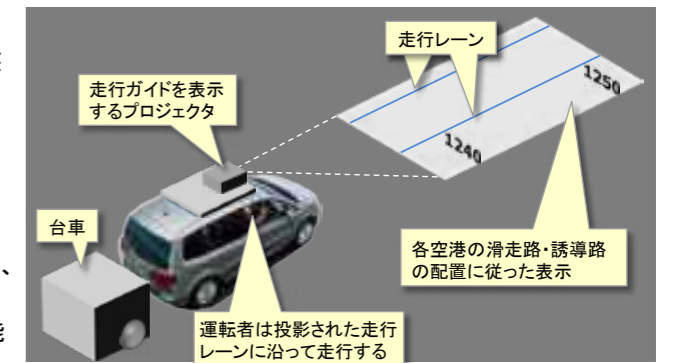 走行レーン
走行ガイドを表示
するプロジェクタ
1250
1240
台車
各空港の滑走路・誘導路
の配置に従った表示
、
運転者は投影された走行
レーンに沿って走行する